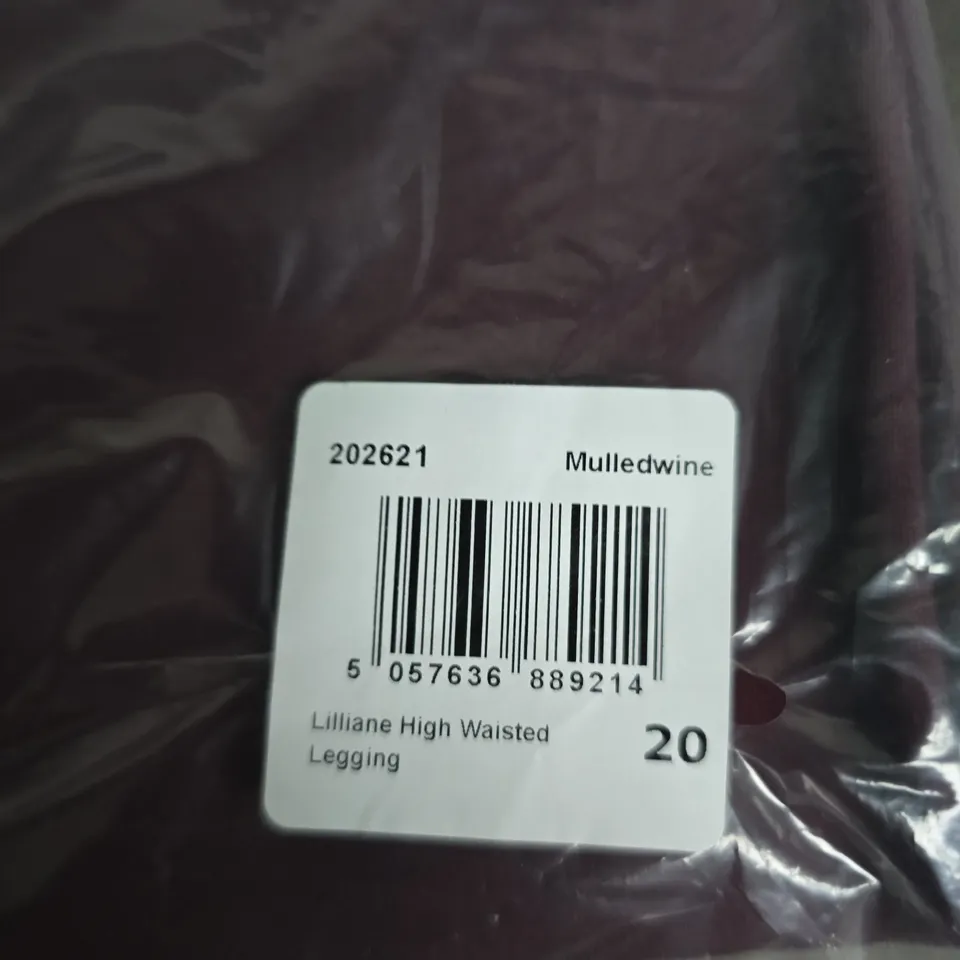 202621 Mulledwine
5 057636 889214
Lilliane High Waisted
Legging
20